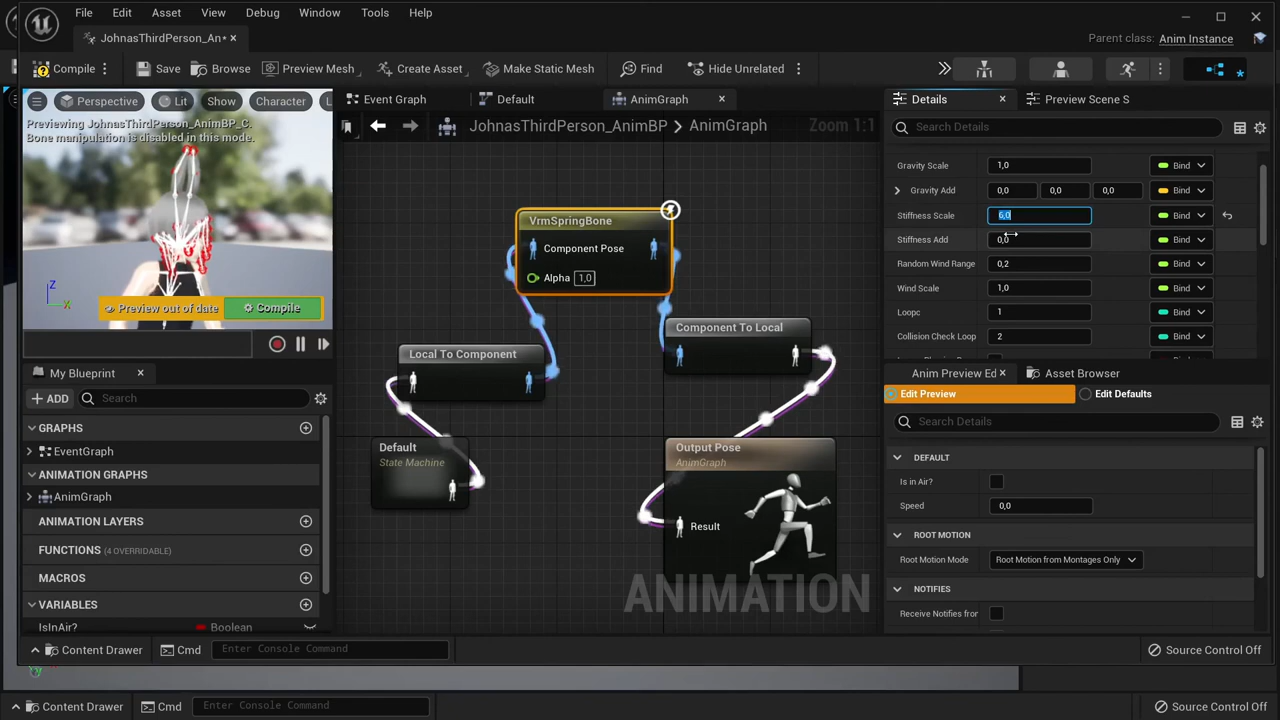 File Edit Asset View Debug Window Tools Help
JohnasThirdPerson_An*
Parent class: Anim Instance
Compile Save Browse Preview Mesh Create Asset Make Static Mesh Find Hide Unrelated
Perspective Lit Show Character L
Previewing JohnasThirdPerson_AnimBP_C.
Bone manipulation is disabled in this mode.
Z
X
Preview out of date Compile
My Blueprint
ADD Search
GRAPHS
EventGraph
ANIMATION GRAPHS
AnimGraph
ANIMATION LAYERS
FUNCTIONS (4 OVERRIDABLE)
MACROS
VARIABLES
IsInAir? Boolean
Event Graph Default AnimGraph
JohnasThirdPerson_AnimBP > AnimGraph Zoom 1:1
VrmSpringBone
Component Pose
Alpha 1,0
Component To Local
Local To Component
Default
State Machine
Output Pose
AnimGraph
Result
ANIMATION
Details Preview Scene S
Search Details
Gravity Scale 1,0 Bind
Gravity Add 0,0 0,0 0,0 Bind
Stiffness Scale 6,0 Bind
Stiffness Add 0,0 Bind
Random Wind Range 0,2 Bind
Wind Scale 1,0 Bind
Loopc 1 Bind
Collision Check Loop 2 Bind
Anim Preview Ed Asset Browser
Edit Preview Edit Defaults
Search Details
DEFAULT
Is in Air?
Speed 0,0
ROOT MOTION
Root Motion Mode Root Motion from Montages Only
NOTIFIES
Receive Notifies from
Content Drawer Cmd Enter Console Command Source Control Off
Content Drawer Cmd Enter Console Command Source Control Off